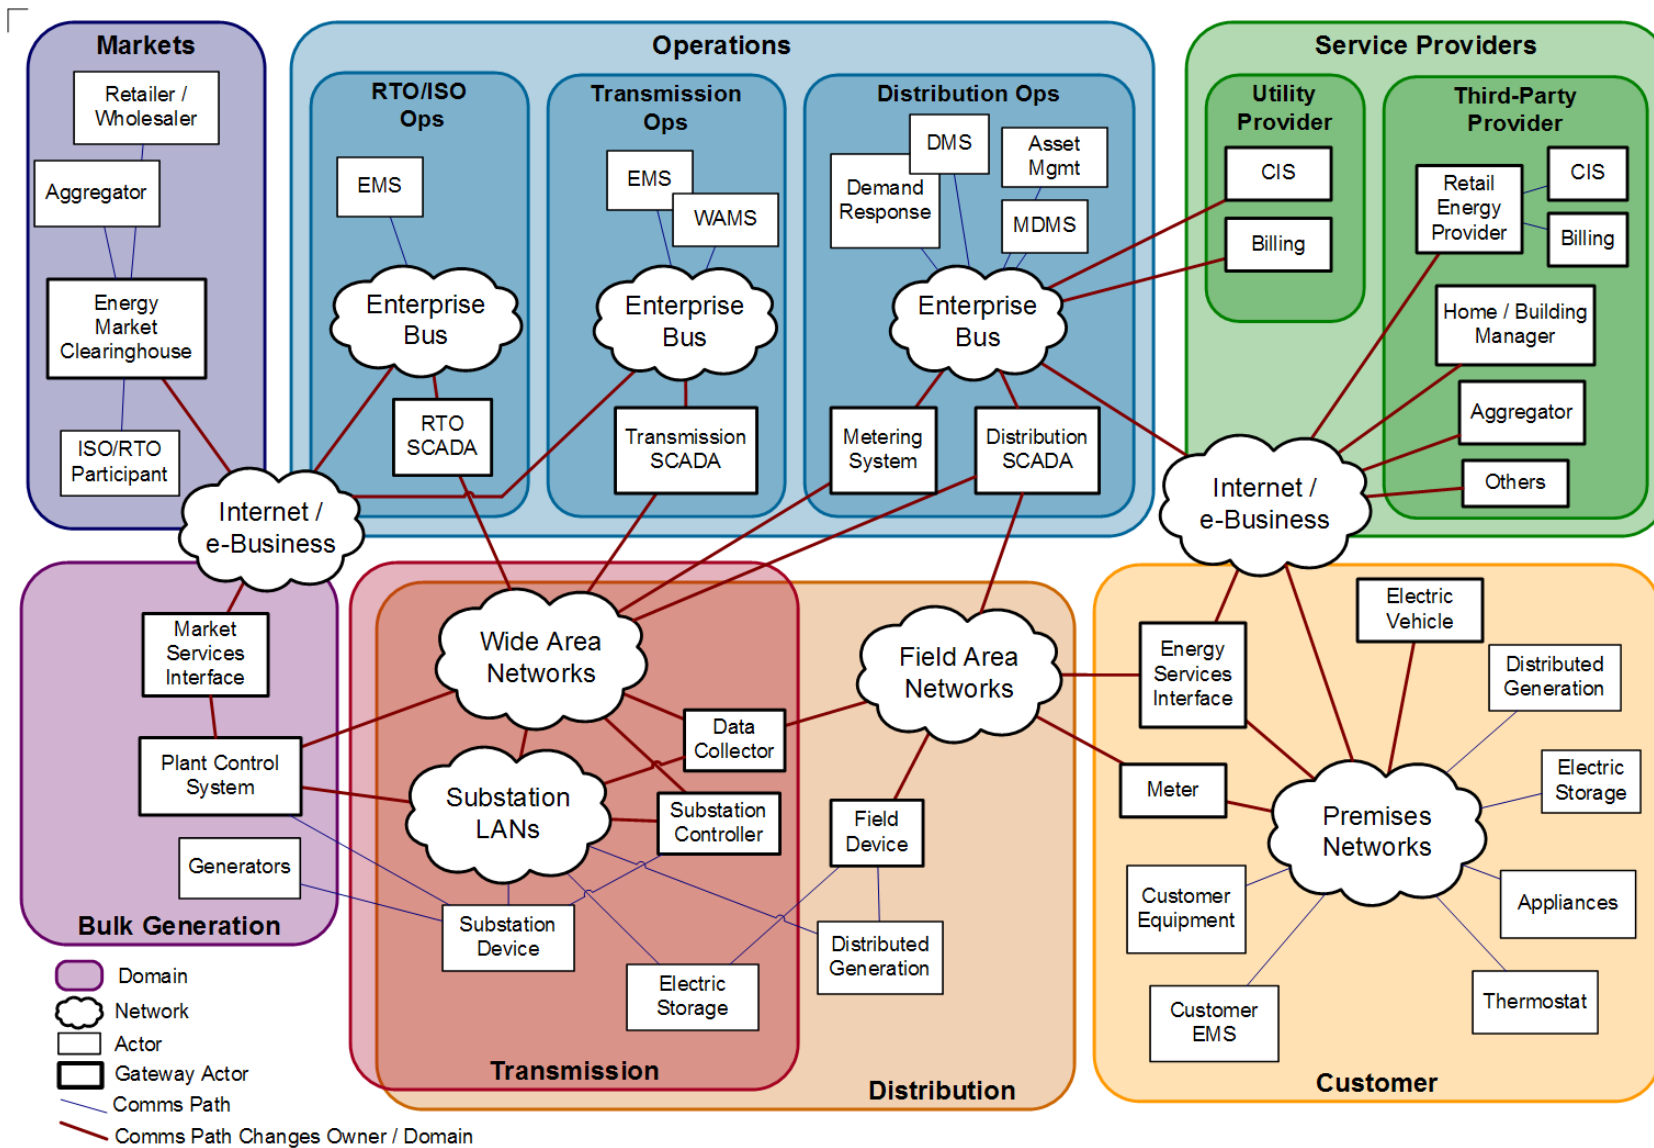 Markets
Retailer /
Wholesaler
Aggregator
Energy
Market
Clearinghouse
ISO/RTO
Participant
Operations
RTO/ISO
Ops
EMS
Enterprise
Bus
RTO
SCADA
Transmission
Ops
EMS
WAMS
Enterprise
Bus
Transmission
SCADA
Distribution Ops
DMS
Asset
Mgmt
Demand
Response
MDMS
Enterprise
Bus
Metering
System
Distribution
SCADA
Service Providers
Utility
Provider
CIS
Billing
Third-Party
Provider
Retail
Energy
Provider
CIS
Billing
Home / Building
Manager
Aggregator
Others
Internet /
e-Business
Internet /
e-Business
Market
Services
Interface
Plant Control
System
Generators
Bulk Generation
Wide Area
Networks
Data
Collector
Substation
LANs
Substation
Controller
Substation
Device
Electric
Storage
Transmission
Field Area
Networks
Field
Device
Distributed
Generation
Distribution
Energy
Services
Interface
Electric
Vehicle
Distributed
Generation
Meter
Premises
Networks
Electric
Storage
Customer
Equipment
Appliances
Customer
EMS
Thermostat
Customer
Domain
Network
Actor
Gateway Actor
Comms Path
Comms Path Changes Owner / Domain